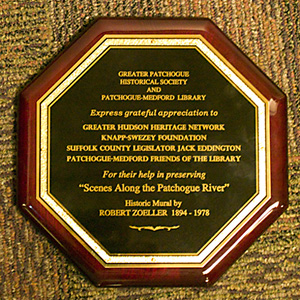 GREATER PATCHOGUE
HISTORICAL SOCIETY
AND
PATCHOGUE-MEDFORD LIBRARY
Express grateful appreciation to
GREATER HUDSON HERITAGE NETWORK
KNAPP-SWEZEY FOUNDATION
SUFFOLK COUNTY LEGISLATOR JACK EDDINGTON
PATCHOGUE-MEDFORD FRIENDS OF THE LIBRARY
For their help in preserving
“Scenes Along the Patchogue River”
Historic Mural by
ROBERT ZOELLER 1894 - 1978